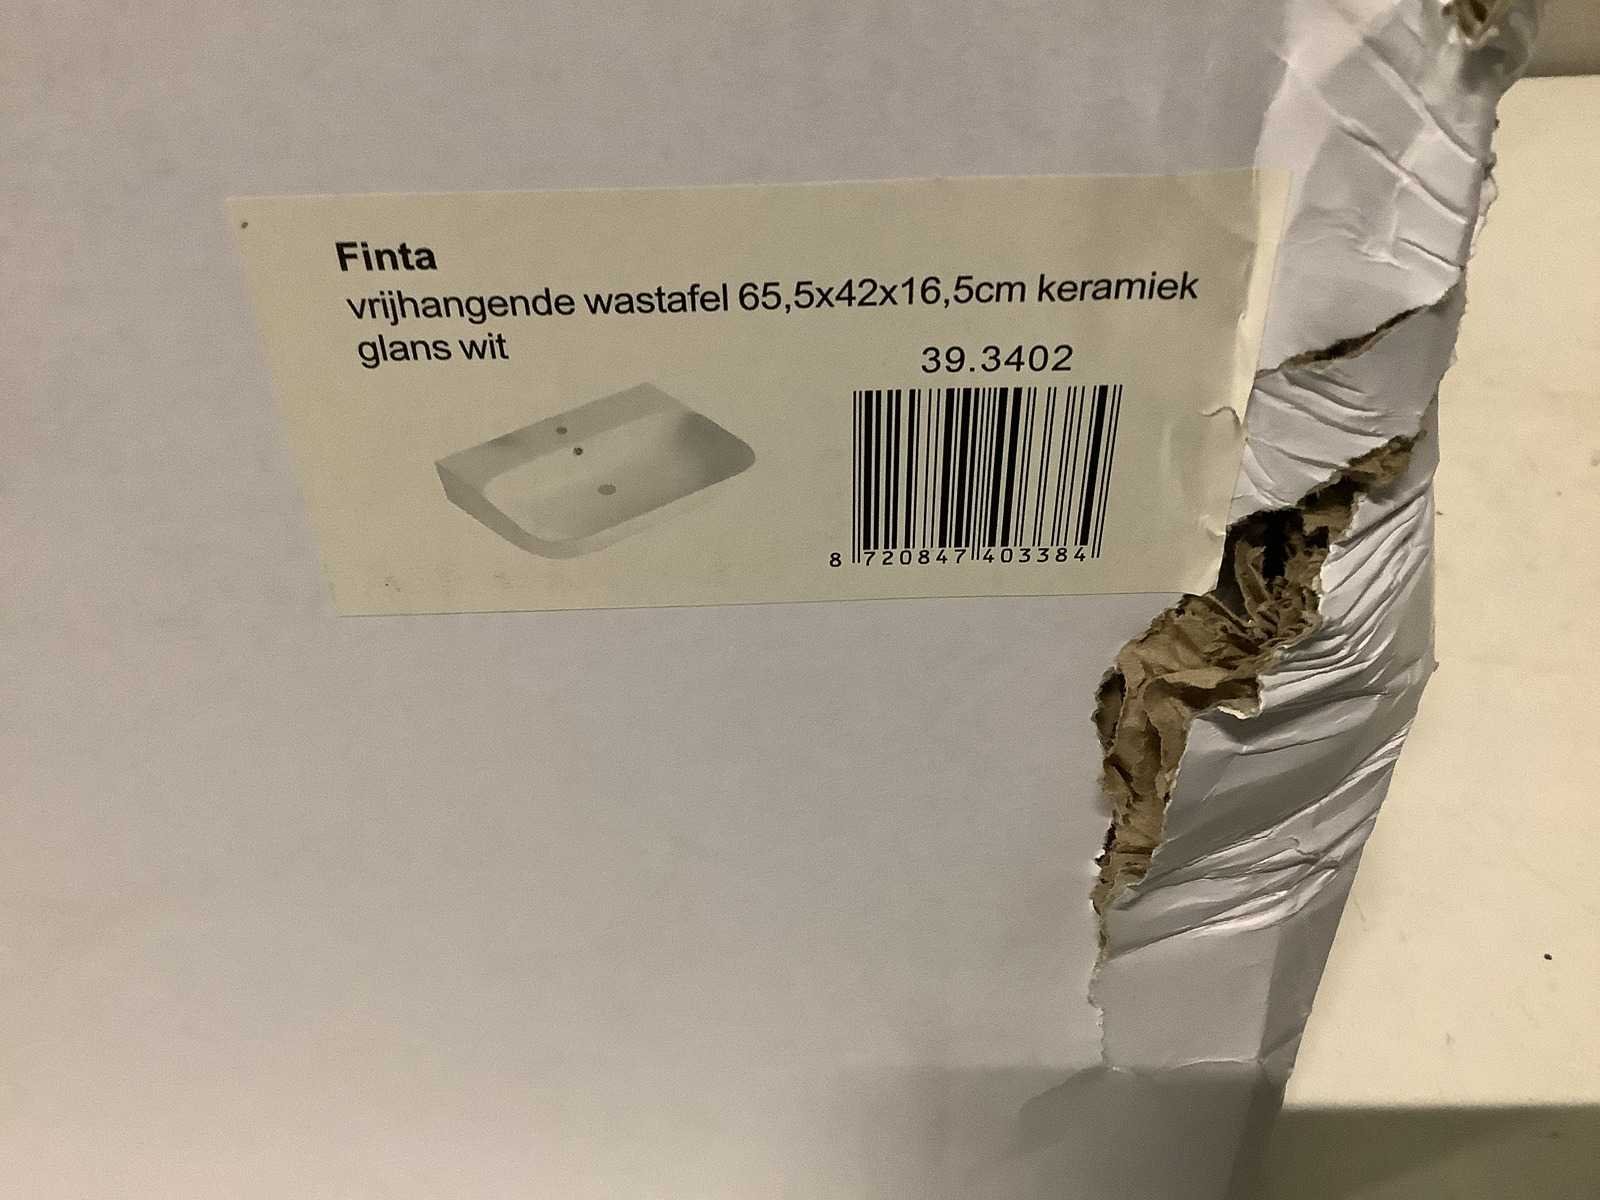 Finta
vrijhangende wastafel 65,5x42x16,5cm keramiek
glans wit
39.3402
8 720847 403384